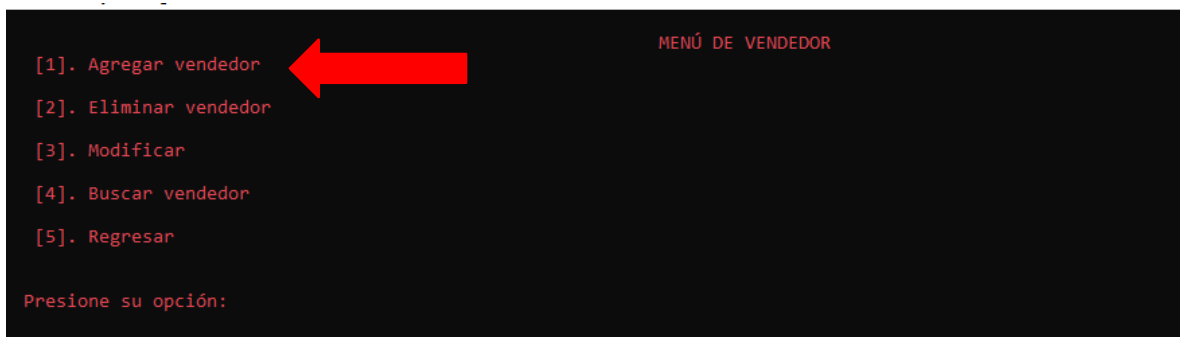 MENÚ DE VENDEDOR
[1]. Agregar vendedor
[2]. Eliminar vendedor
[3]. Modificar
[4]. Buscar vendedor
[5]. Regresar
Presione su opción: